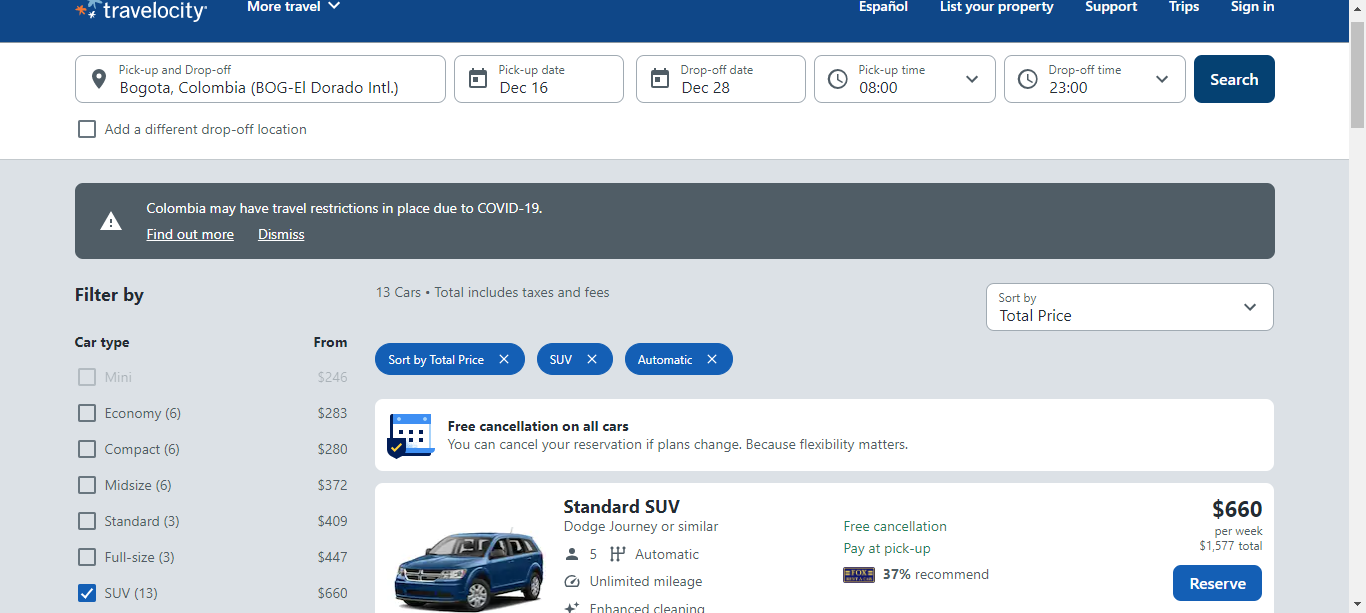 travelocity
More travel
Español
List your property
Support
Trips
Sign in
Pick-up and Drop-off
Bogota, Colombia (BOG-El Dorado Intl.)
Pick-up date
Dec 16
Drop-off date
Dec 28
Pick-up time
08:00
Drop-off time
23:00
Search
Add a different drop-off location
Colombia may have travel restrictions in place due to COVID-19.
Find out more Dismiss
Filter by
Car type From
Mini $246
Economy (6) $283
Compact (6) $280
Midsize (6) $372
Standard (3) $409
Full-size (3) $447
SUV (13) $660
13 Cars • Total includes taxes and fees
Sort by
Total Price
Sort by Total Price
SUV
Automatic
Free cancellation on all cars
You can cancel your reservation if plans change. Because flexibility matters.
Standard SUV
Dodge Journey or similar
5 Automatic
Unlimited mileage
Enhanced cleaning
Free cancellation
Pay at pick-up
FOX
RENT A CAR
37% recommend
$660
per week
$1,577 total
Reserve